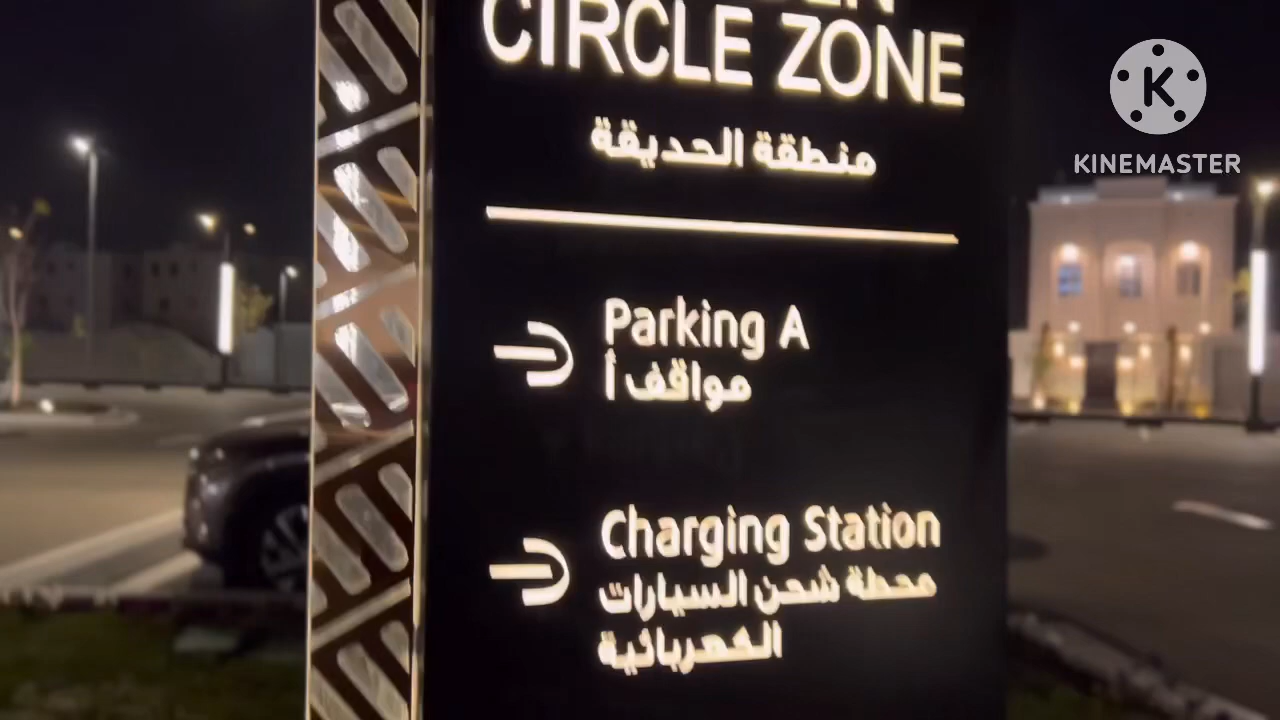 CIRCLE ZONE
منطقة الحديقة
Parking A
مواقف أ
Charging Station
محطة شحن السيارات
الكهربائية
K
KINEMASTER